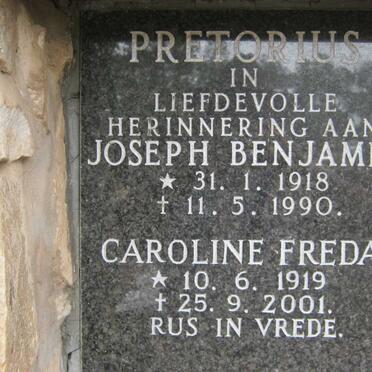 PRETORIUS
IN
LIEFDEVOLLE
HERINNERING AAN
JOSEPH BENJAMI
★ 31. 1. 1918
† 11. 5. 1990.
CAROLINE FREDA
★ 10. 6. 1919
† 25. 9. 2001.
RUS IN VREDE.